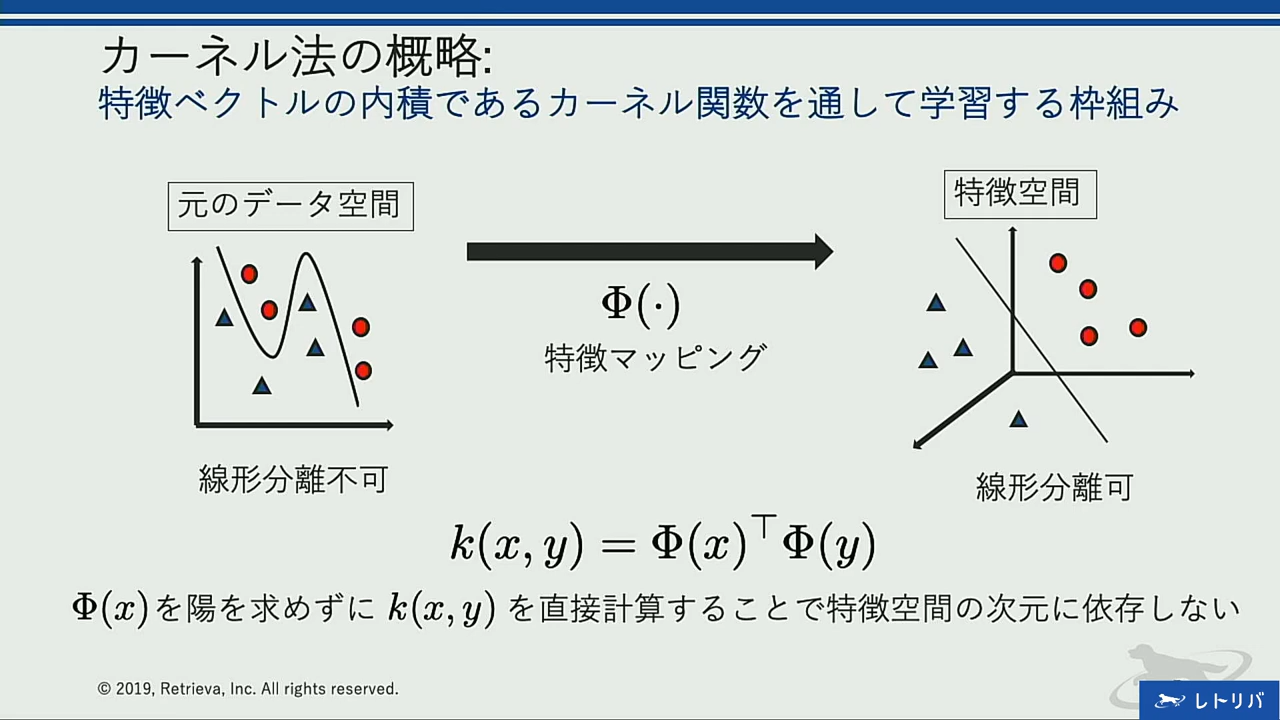 カーネル法の概略:
特徴ベクトルの内積であるカーネル関数を通して学習する枠組み
元のデータ空間
特徴空間
Φ(·)
特徴マッピング
線形分離不可
線形分離可
k(x, y) = Φ(x)⊤Φ(y)
Φ(x)を陽を求めずに k(x, y) を直接計算することで特徴空間の次元に依存しない
© 2019, Retrieva, Inc. All rights reserved.
レトリバ